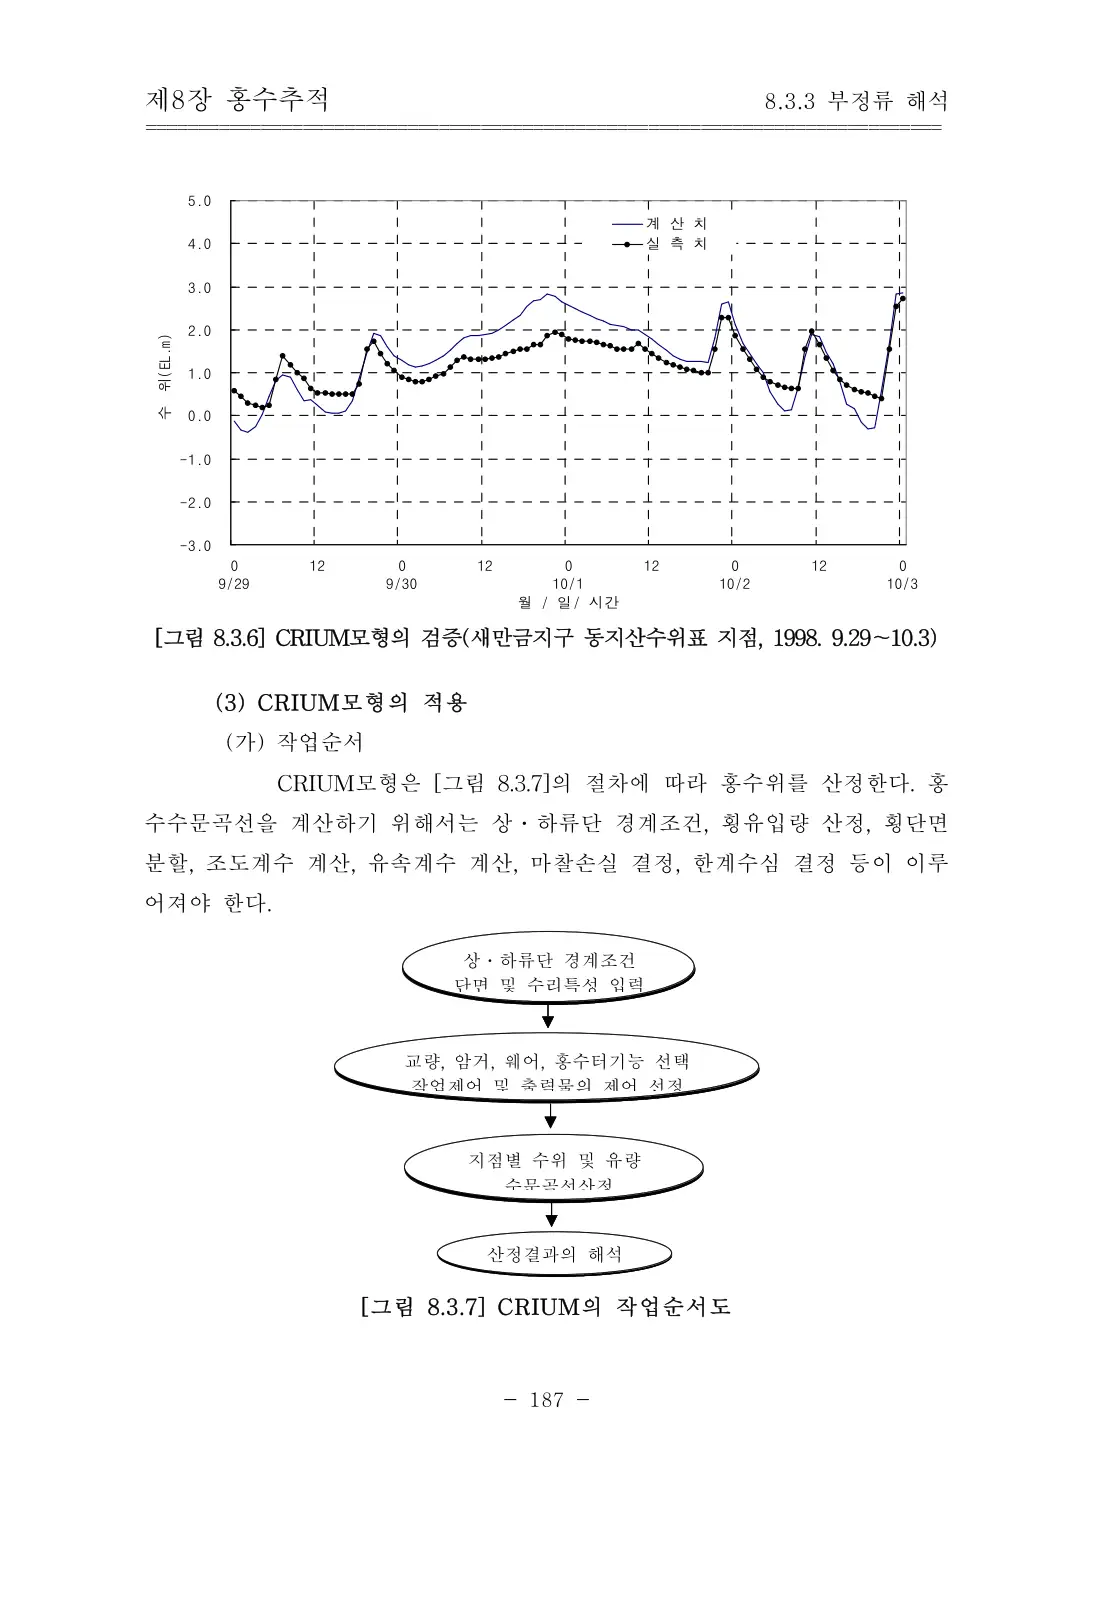 제8장 홍수추적 8.3.3 부정류 해석
5.0
4.0
3.0
2.0
1.0
0.0
-1.0
-2.0
-3.0
수 위(EL.m)
계 산 치
실 측 치
0 12 0 12 0 12 0 12 0
9/29 9/30 10/1 10/2 10/3
월 / 일/ 시간
[그림 8.3.6] CRIUM모형의 검증(새만금지구 동지산수위표 지점, 1998. 9.29～10.3)
(3) CRIUM모형의 적용
(가) 작업순서
CRIUM모형은 [그림 8.3.7]의 절차에 따라 홍수위를 산정한다. 홍
수수문곡선을 계산하기 위해서는 상·하류단 경계조건, 횡유입량 산정, 횡단면
분할, 조도계수 계산, 유속계수 계산, 마찰손실 결정, 한계수심 결정 등이 이루
어져야 한다.
상·하류단 경계조건
단면 및 수리특성 입력
교량, 암거, 웨어, 홍수터기능 선택
작업제어 및 출력물의 제어 선정
지점별 수위 및 유량
수문곡선산정
산정결과의 해석
[그림 8.3.7] CRIUM의 작업순서도
- 187 -